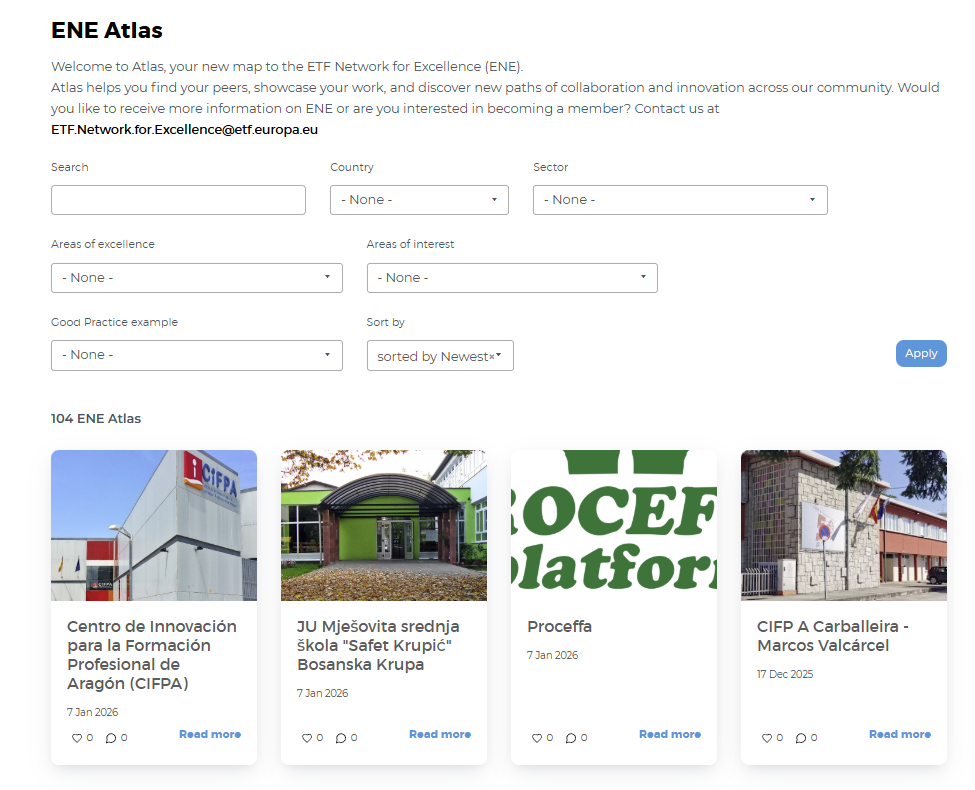 ENE Atlas
Welcome to Atlas, your new map to the ETF Network for Excellence (ENE).
Atlas helps you find your peers, showcase your work, and discover new paths of collaboration and innovation across our community. Would
you like to receive more information on ENE or are you interested in becoming a member? Contact us at
ETF.Network.for.Excellence@etf.europa.eu
Search
Country
Sector
- None -
- None -
Areas of excellence
Areas of interest
- None -
- None -
Good Practice example
Sort by
- None -
sorted by Newest×
Apply
104 ENE Atlas
CIFPA
CIFPA
ROCEF
platfor
Centro de Innovación
para la Formación
Profesional de
Aragón (CIFPA)
7 Jan 2026
0 0
Read more
JU Mješovita srednja
škola "Safet Krupić"
Bosanska Krupa
7 Jan 2026
0 0
Read more
Proceffa
7 Jan 2026
0 0
Read more
CIFP A Carballeira -
Marcos Valcárcel
17 Dec 2025
0 0
Read more